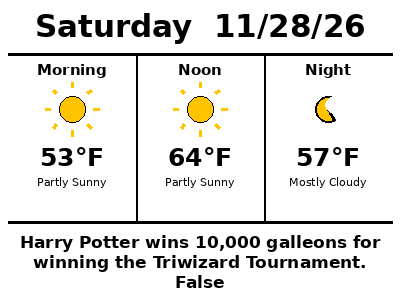 Saturday  11/28/26
Morning
Noon
Night
53°F
64°F
57°F
Partly Sunny
Partly Sunny
Mostly Cloudy
Harry Potter wins 10,000 galleons for
winning the Triwizard Tournament.
False